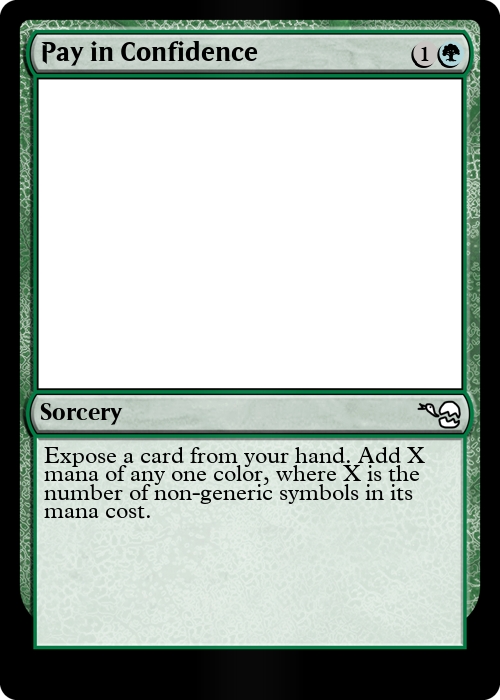 Pay in Confidence 1
Sorcery
Expose a card from your hand. Add X
mana of any one color, where X is the
number of non-generic symbols in its
mana cost.